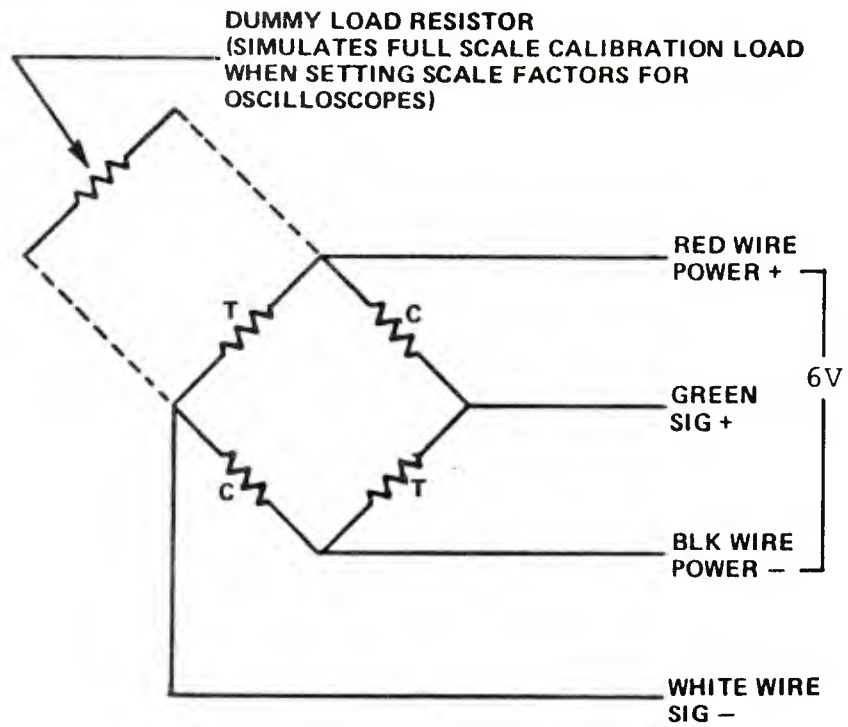 DUMMY LOAD RESISTOR
(SIMULATES FULL SCALE CALIBRATION LOAD
WHEN SETTING SCALE FACTORS FOR
OSCILLOSCOPES)
RED WIRE
POWER +
T
C
6V
GREEN
SIG +
C
T
BLK WIRE
POWER –
WHITE WIRE
SIG –